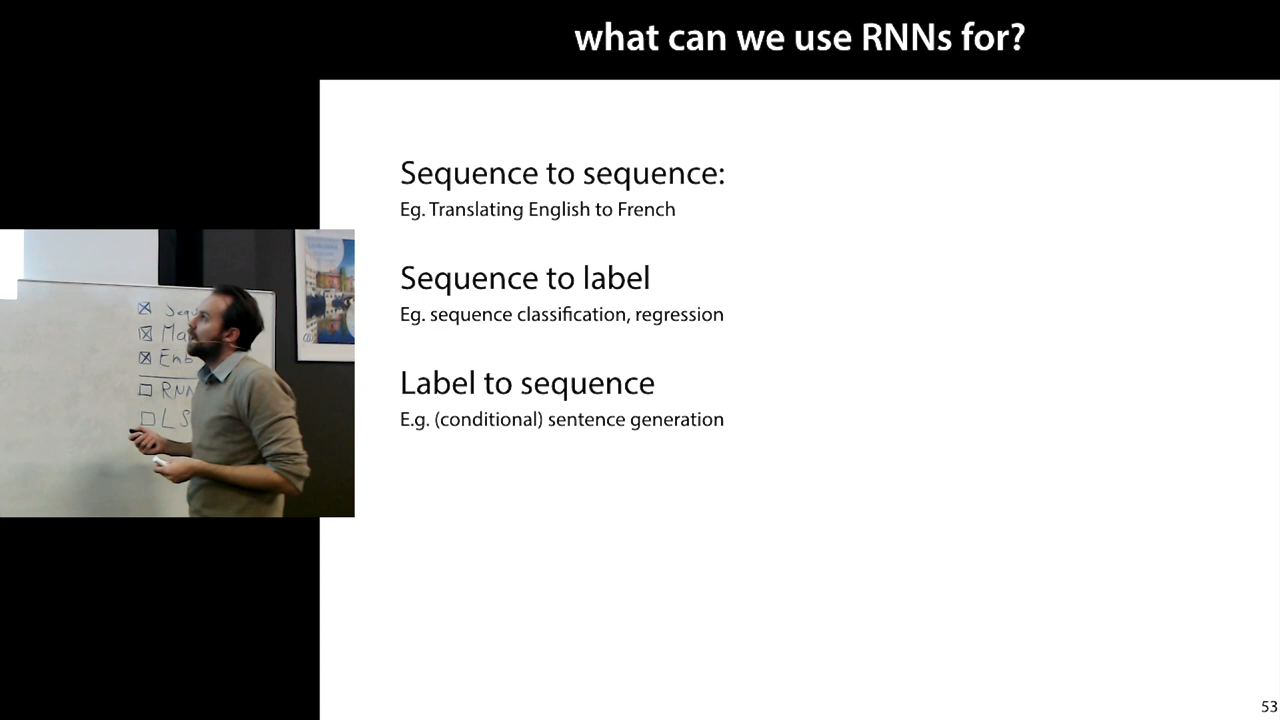 what can we use RNNs for?
Sequence to sequence:
Eg. Translating English to French
Sequence to label
Eg. sequence classification, regression
Label to sequence
E.g. (conditional) sentence generation
53